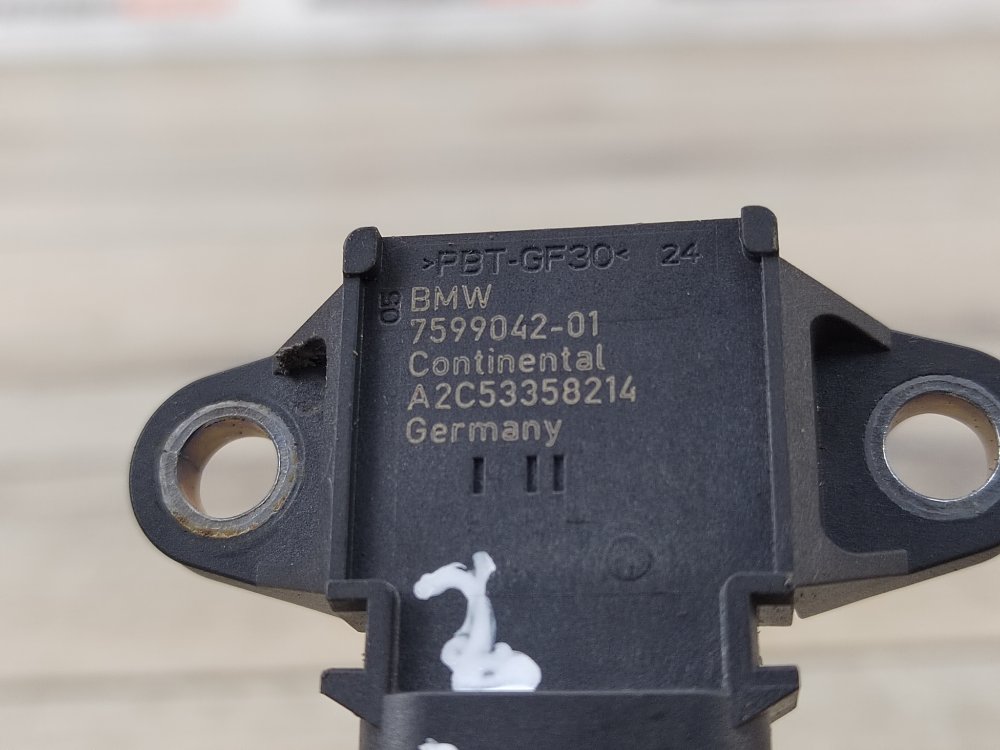 >PBT-GF30< 24
05
BMW
7599042-01
Continental
A2C53358214
Germany